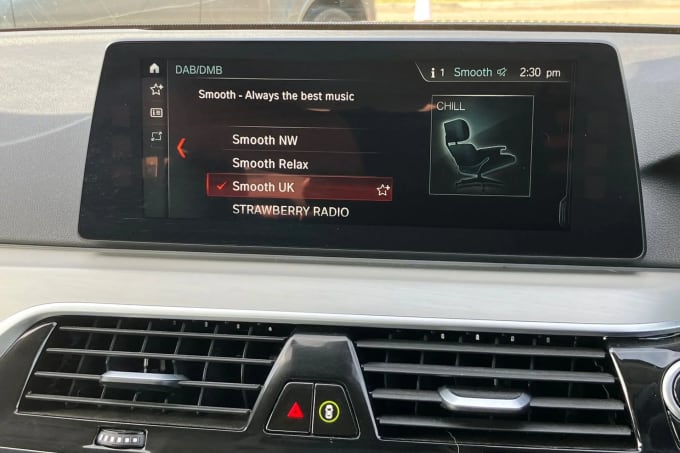 DAB/DMB
i 1 Smooth 2:30 pm
Smooth - Always the best music
CHILL
Smooth NW
Smooth Relax
Smooth UK
STRAWBERRY RADIO